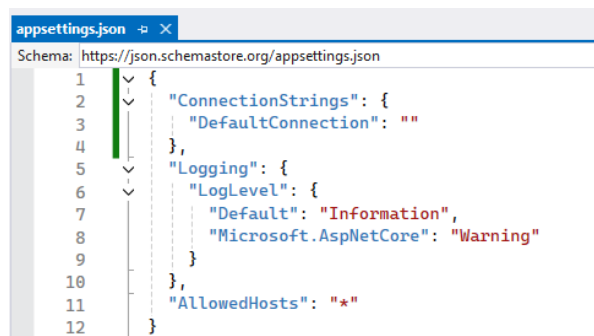 appsettings.json
Schema: https://json.schemastore.org/appsettings.json
1 {
2 "ConnectionStrings": {
3 "DefaultConnection": ""
4 },
5 "Logging": {
6 "LogLevel": {
7 "Default": "Information",
8 "Microsoft.AspNetCore": "Warning"
9 }
10 },
11 "AllowedHosts": "*"
12 }